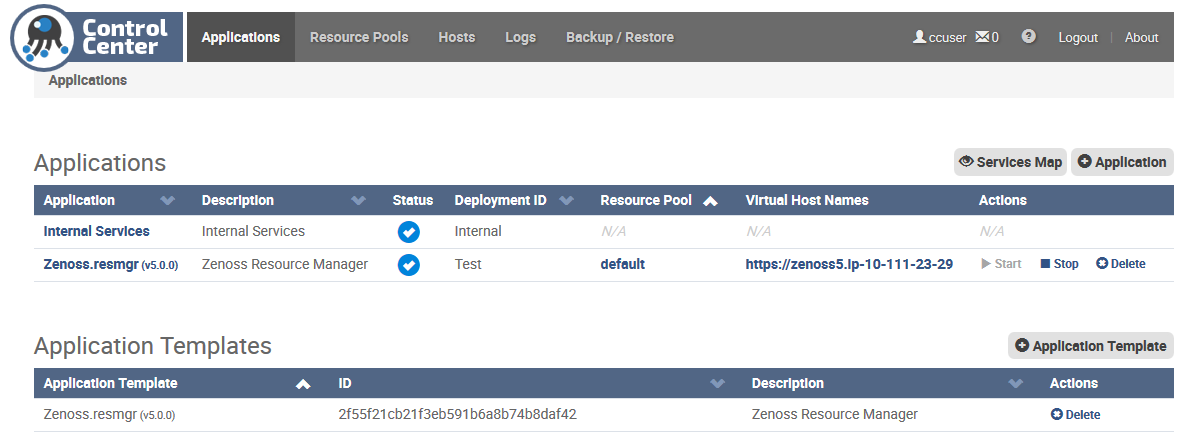 Control Center
Applications Resource Pools Hosts Logs Backup / Restore ccuser 0 ? Logout | About
Applications
Applications
Services Map Application
Application Description Status Deployment ID Resource Pool Virtual Host Names Actions
Internal Services Internal Services Internal N/A N/A N/A
Zenoss.resmgr (v5.0.0) Zenoss Resource Manager Test default https://zenoss5.ip-10-111-23-29 Start Stop Delete
Application Templates
Application Template
Application Template ID Description Actions
Zenoss.resmgr (v5.0.0) 2f55f21cb21f3eb591b6a8b74b8daf42 Zenoss Resource Manager Delete